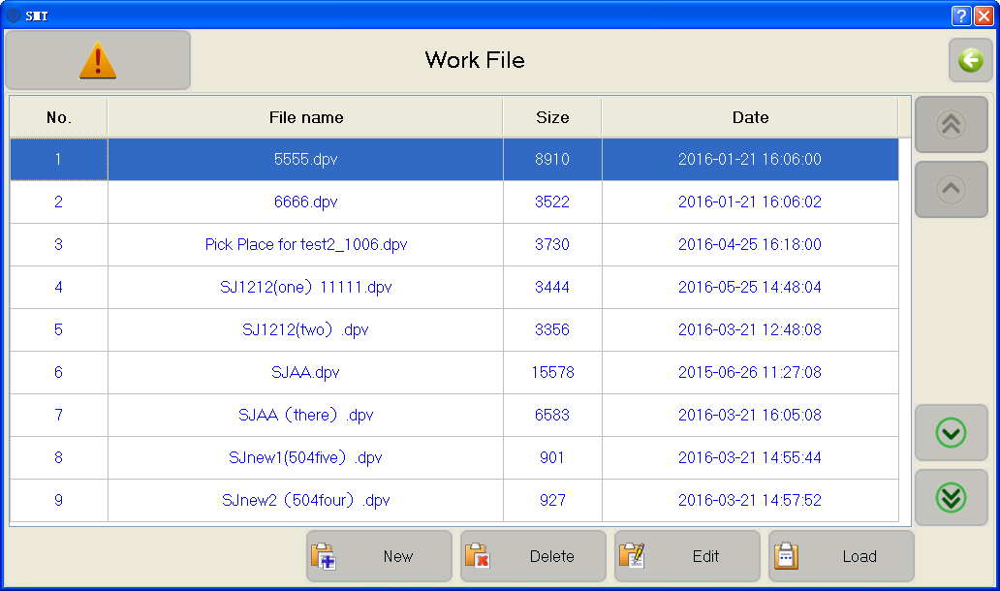 SMT
Work File
No. File name Size Date
1 5555.dpv 8910 2016-01-21 16:06:00
2 6666.dpv 3522 2016-01-21 16:06:02
3 Pick Place for test2_1006.dpv 3730 2016-04-25 16:18:00
4 SJ1212(one）11111.dpv 3444 2016-05-25 14:48:04
5 SJ1212(two）.dpv 3356 2016-03-21 12:48:08
6 SJAA.dpv 15578 2015-06-26 11:27:08
7 SJAA（there）.dpv 6583 2016-03-21 16:05:08
8 SJnew1(504five）.dpv 901 2016-03-21 14:55:44
9 SJnew2（504four）.dpv 927 2016-03-21 14:57:52
New Delete Edit Load